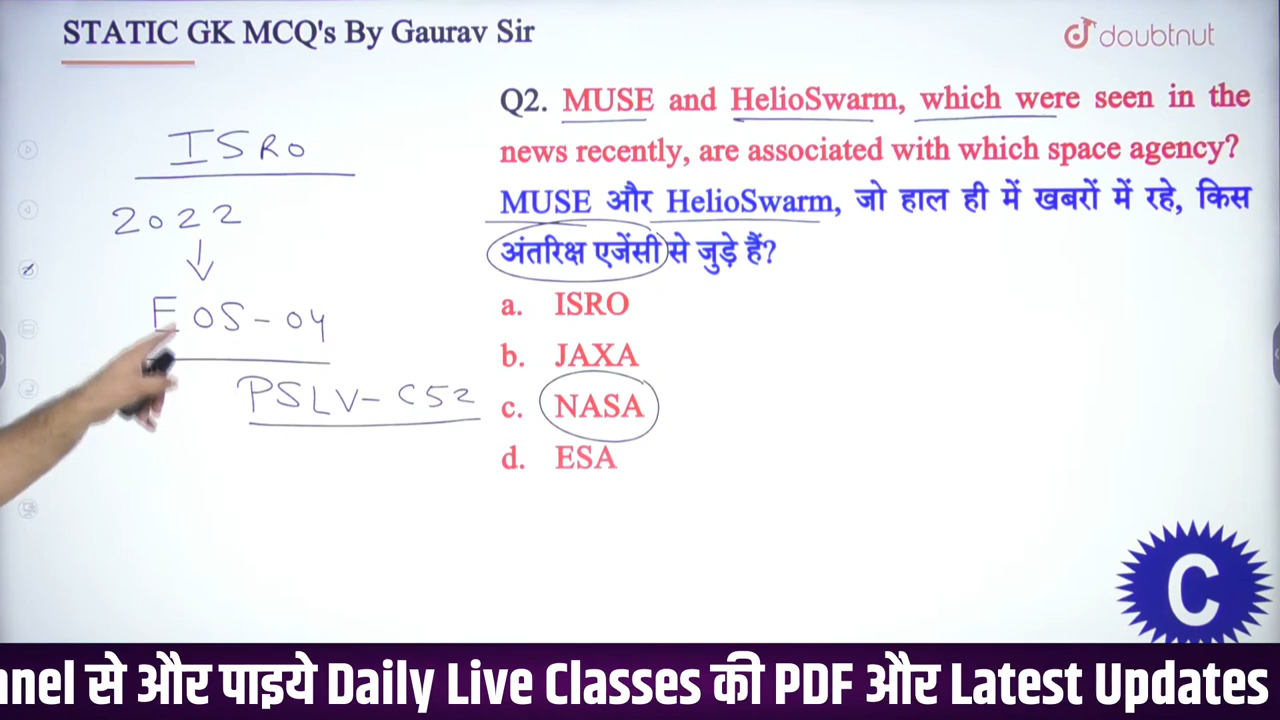 STATIC GK MCQ's By Gaurav Sir
doubtnut
ISRO
2022
EOS-04
PSLV-C52
Q2. MUSE and HelioSwarm, which were seen in the
news recently, are associated with which space agency?
MUSE और HelioSwarm, जो हाल ही में खबरों में रहे, किस
अंतरिक्ष एजेंसी से जुड़े हैं?
a. ISRO
b. JAXA
c. NASA
d. ESA
C
nnel से और पाइये Daily Live Classes की PDF और Latest Updates